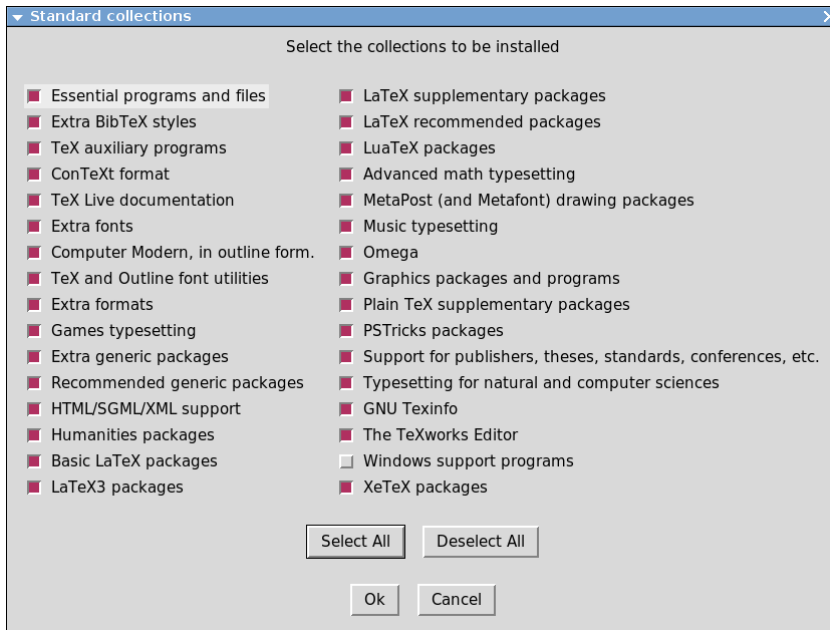 Standard collections
Select the collections to be installed
Essential programs and files
Extra BibTeX styles
TeX auxiliary programs
ConTeXt format
TeX Live documentation
Extra fonts
Computer Modern, in outline form.
TeX and Outline font utilities
Extra formats
Games typesetting
Extra generic packages
Recommended generic packages
HTML/SGML/XML support
Humanities packages
Basic LaTeX packages
LaTeX3 packages
LaTeX supplementary packages
LaTeX recommended packages
LuaTeX packages
Advanced math typesetting
MetaPost (and Metafont) drawing packages
Music typesetting
Omega
Graphics packages and programs
Plain TeX supplementary packages
PSTricks packages
Support for publishers, theses, standards, conferences, etc.
Typesetting for natural and computer sciences
GNU Texinfo
The TeXworks Editor
Windows support programs
XeTeX packages
Select All
Deselect All
Ok
Cancel